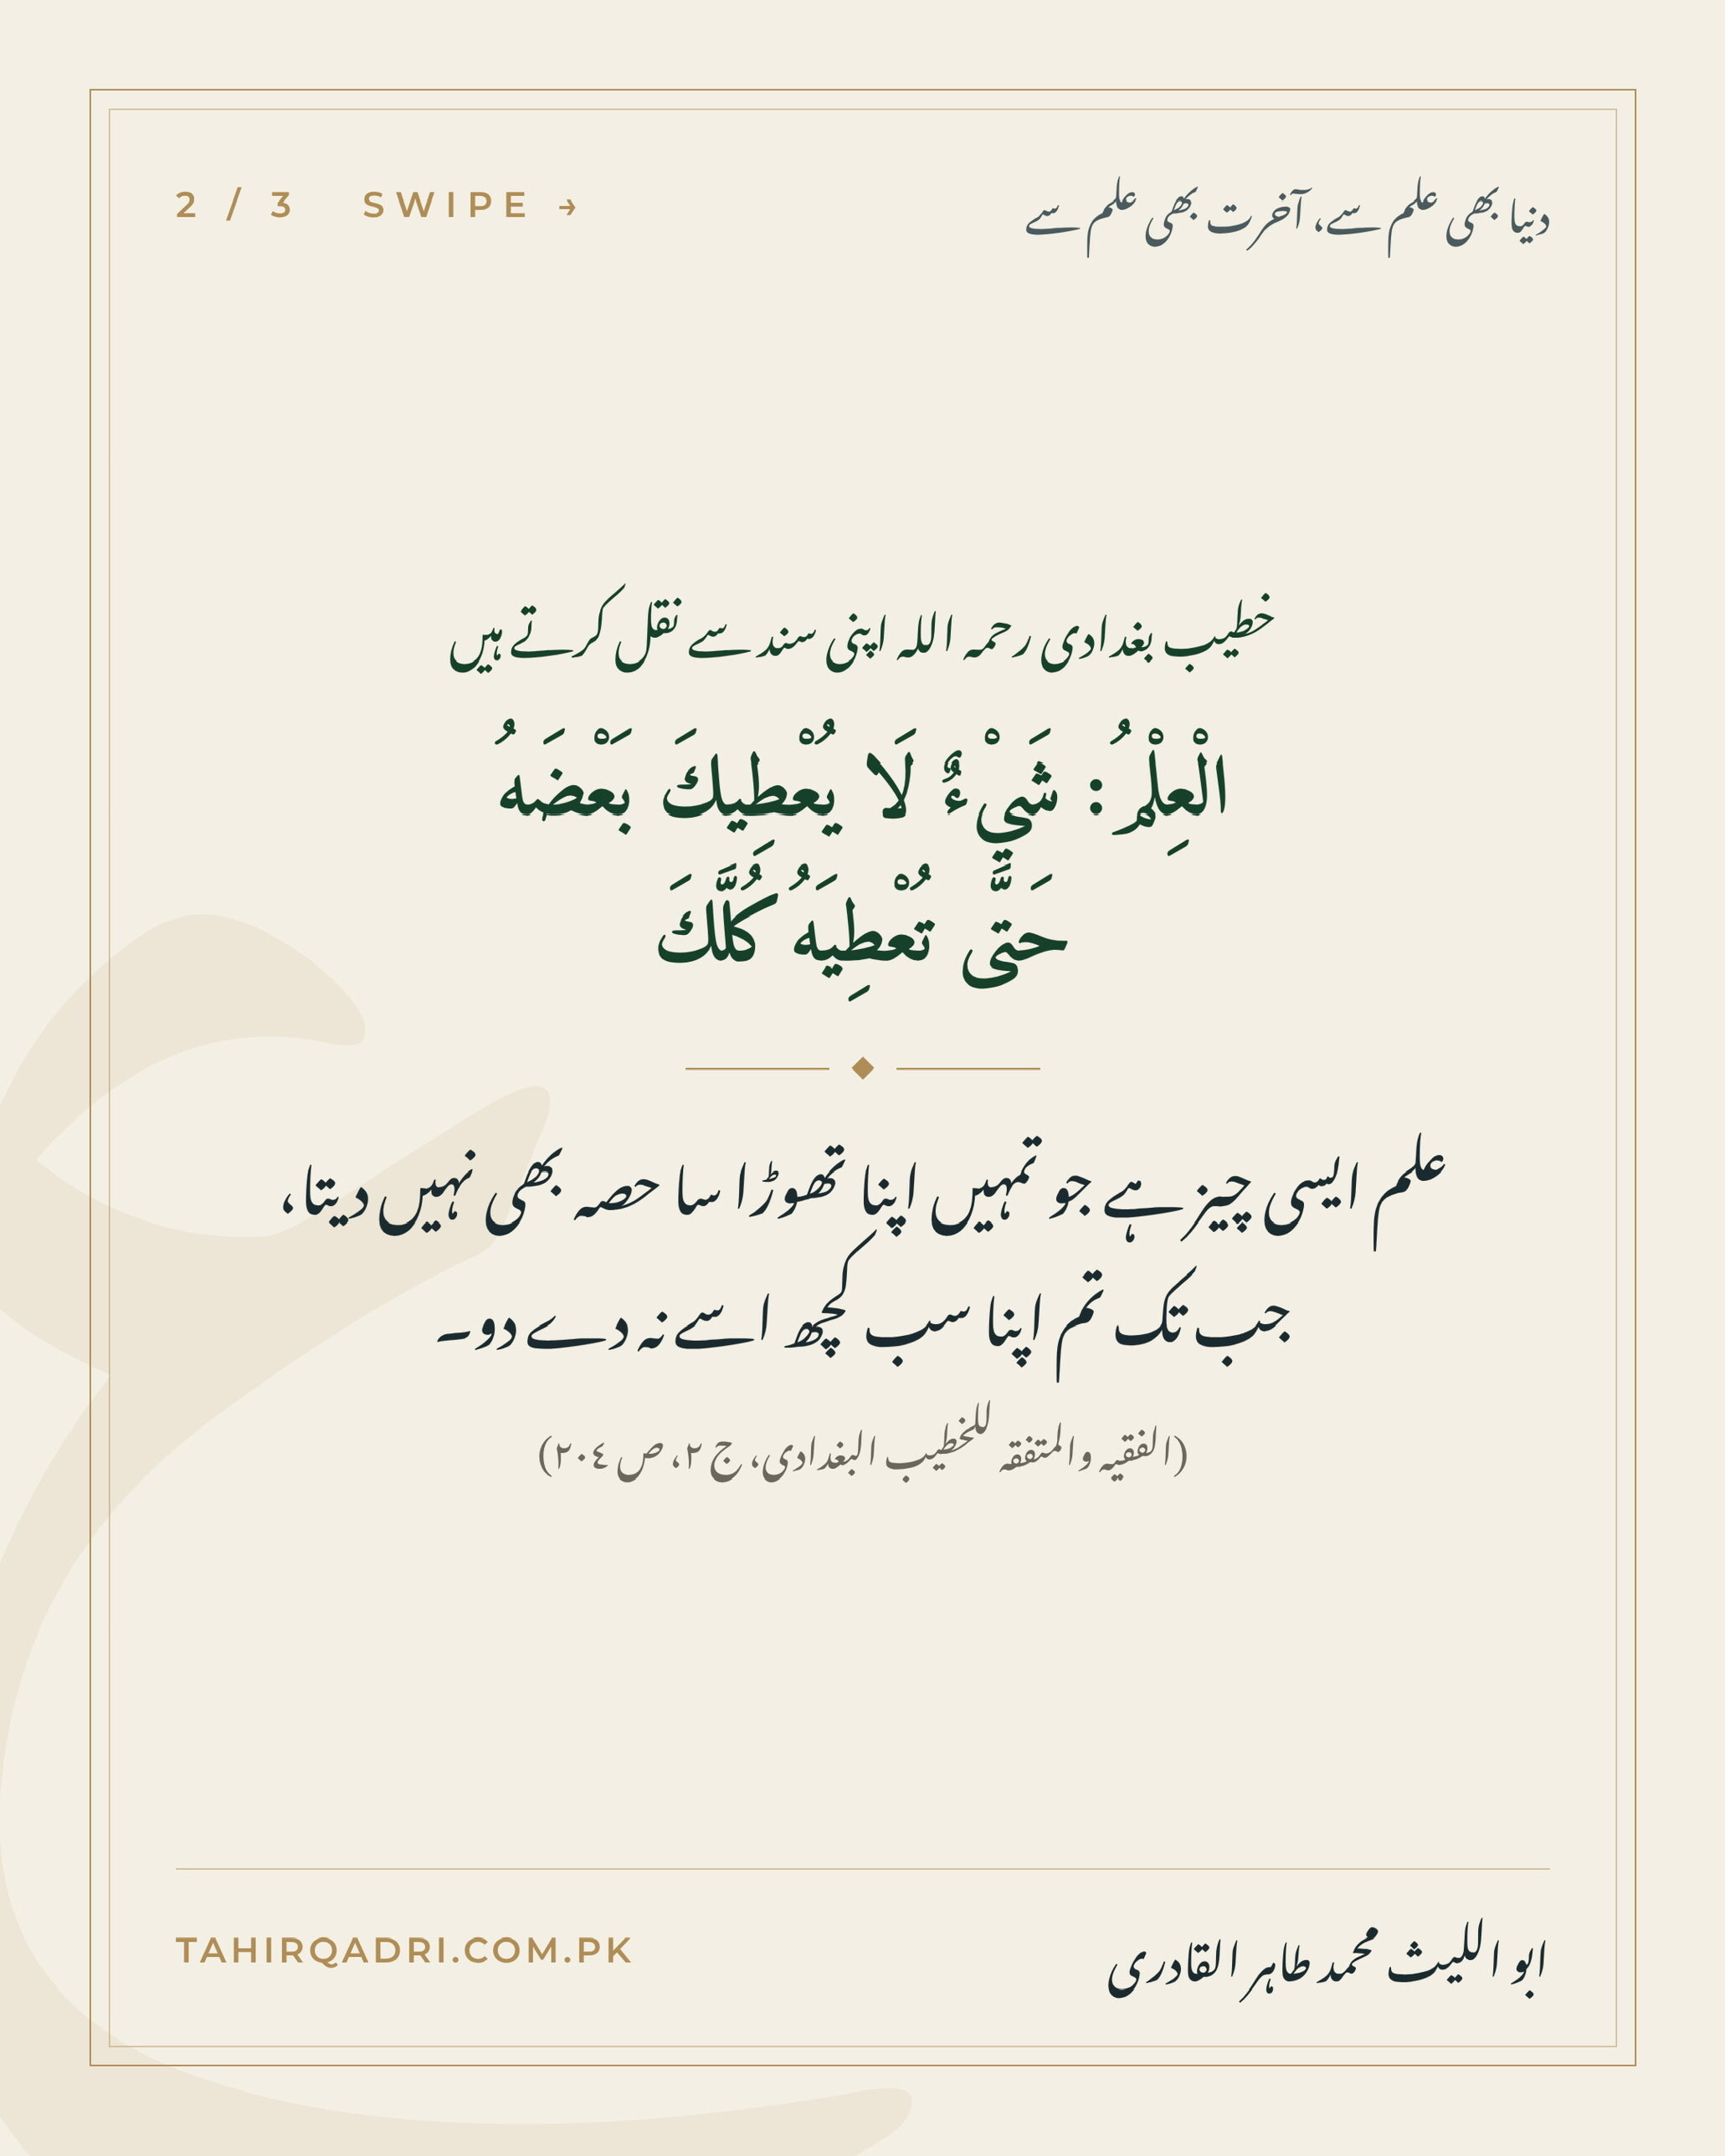 2 / 3 SWIPE →
دنیا بھی علم سے، آخرت بھی علم سے
خطیب بغدادی رحمہ اللہ اپنی سند سے نقل کرتے ہیں
الْعِلْمُ: شَيْءٌ لَا يُعْطِيكَ بَعْضَهُ
حَتَّى تُعْطِيَهُ كُلَّكَ
علم ایسی چیز ہے جو تمہیں اپنا تھوڑا سا حصہ بھی نہیں دیتا،
جب تک تم اپنا سب کچھ اسے نہ دے دو۔
(الفقیہ والمتفقہ للخطیب البغدادی، ج ٢، ص ٢٠٤)
TAHIRQADRI.COM.PK
ابو اللیث محمد طاہر القادری